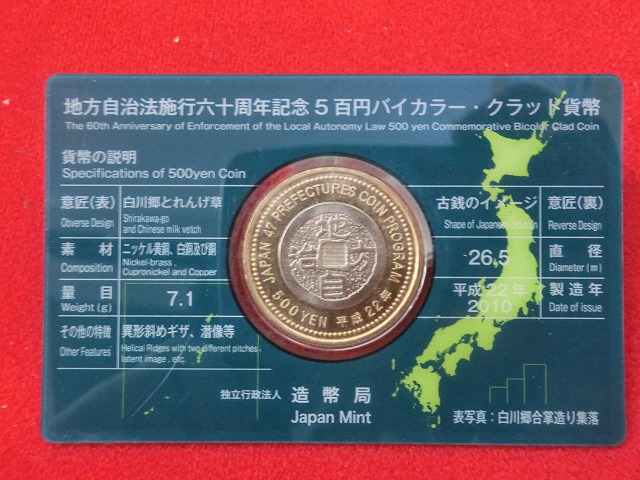 地方自治法施行六十周年記念5百円バイカラー・クラッド貨幣
The 60th Anniversary of Enforcement of the Local Autonomy Law 500 yen Commemorative Bicolor Clad Coin
貨幣の説明
Specifications of 500yen Coin
意匠(表) 白川郷とれんげ草
Obverse Design Shirakawa-go and Chinese milk vetch
素材 ニッケル黄銅、白銅及び銅
Composition Nickel-brass, Cupronickel and Copper
量目 7.1
Weight (g)
その他の特徴 異形斜めギザ、潜像等
Other Features Helical Ridges with two different pitches, latent image, etc.
JAPAN 47 PREFECTURES COIN PROGRAM
500YEN 平成22年
古銭のイメージ 意匠(裏)
Shape of Japanese old coin Reverse Design
26.5 直径
Diameter (㎜)
平成22年 製造年
2010 Date of issue
独立行政法人 造幣局
Japan Mint
表写真:白川郷合掌造り集落